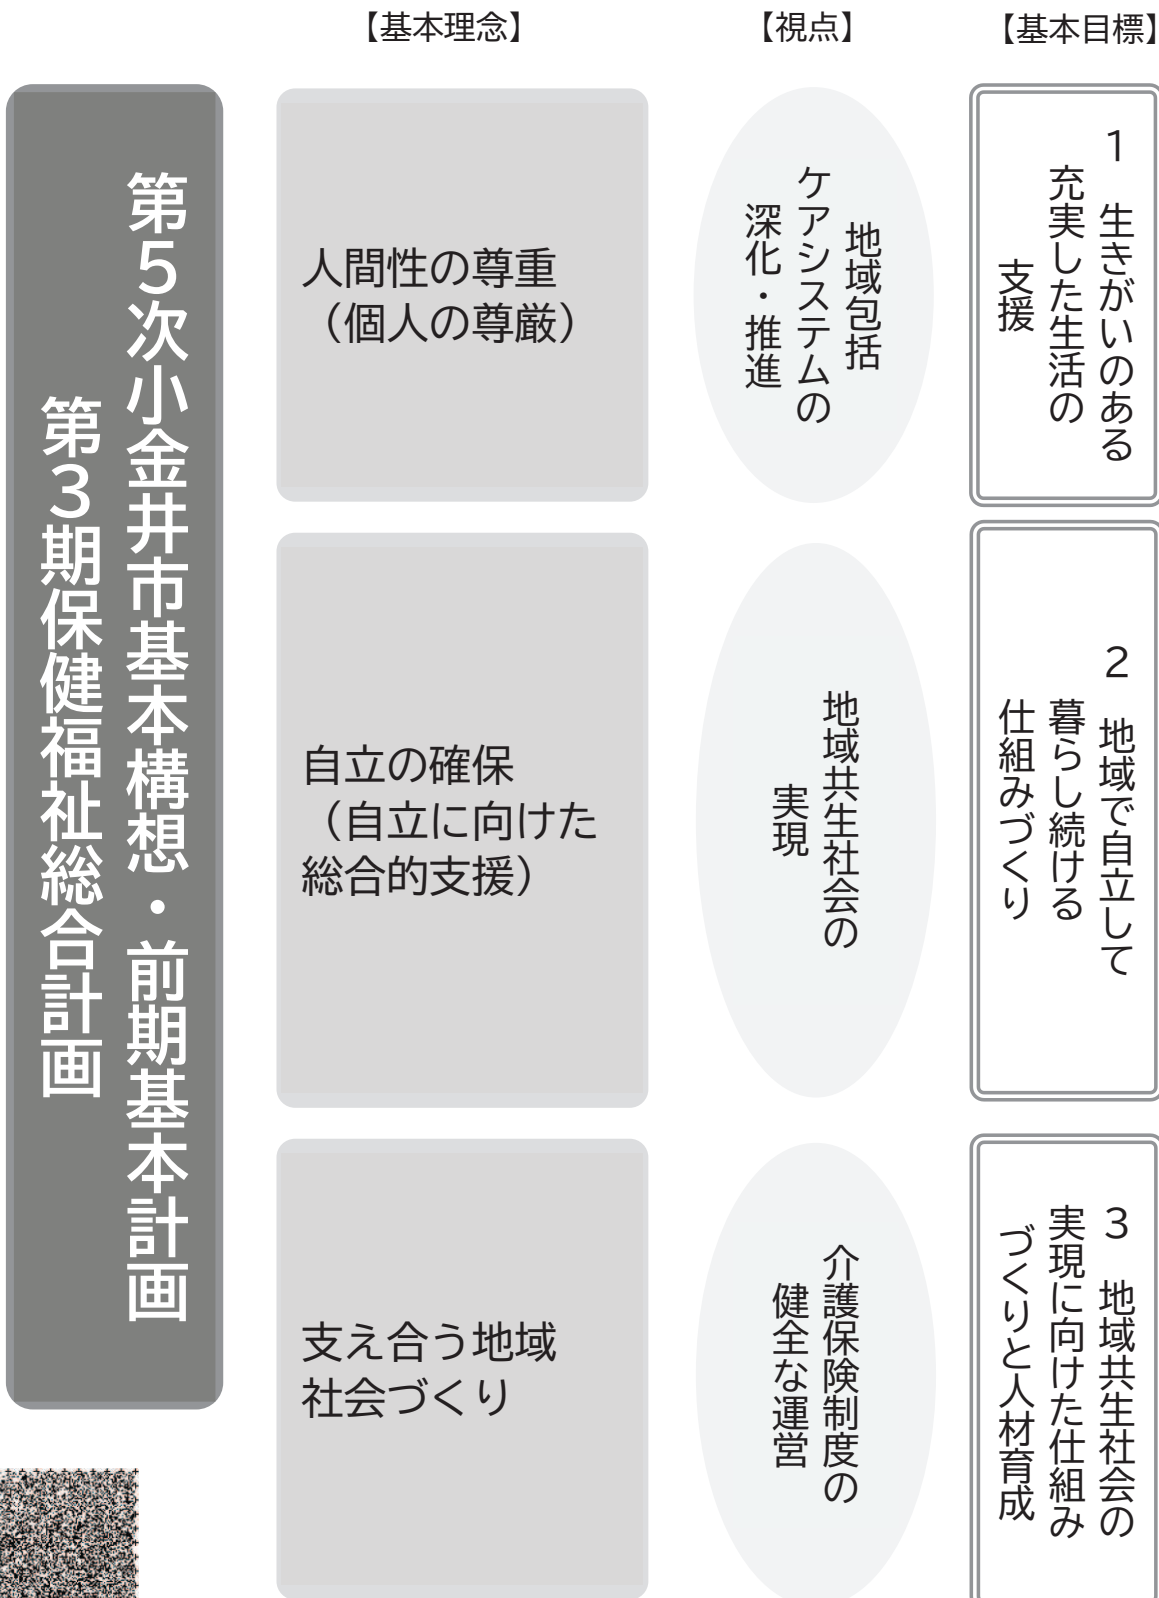 【基本理念】
【視点】
【基本目標】
第5次小金井市基本構想・前期基本計画
第3期保健福祉総合計画
人間性の尊重
（個人の尊厳）
自立の確保
（自立に向けた
総合的支援）
支え合う地域
社会づくり
地域包括
ケアシステムの
深化・推進
地域共生社会の
実現
介護保険制度の
健全な運営
1 生きがいのある
充実した生活の
支援
2 地域で自立して
暮らし続ける
仕組みづくり
3 地域共生社会の
実現に向けた仕組み
づくりと人材育成